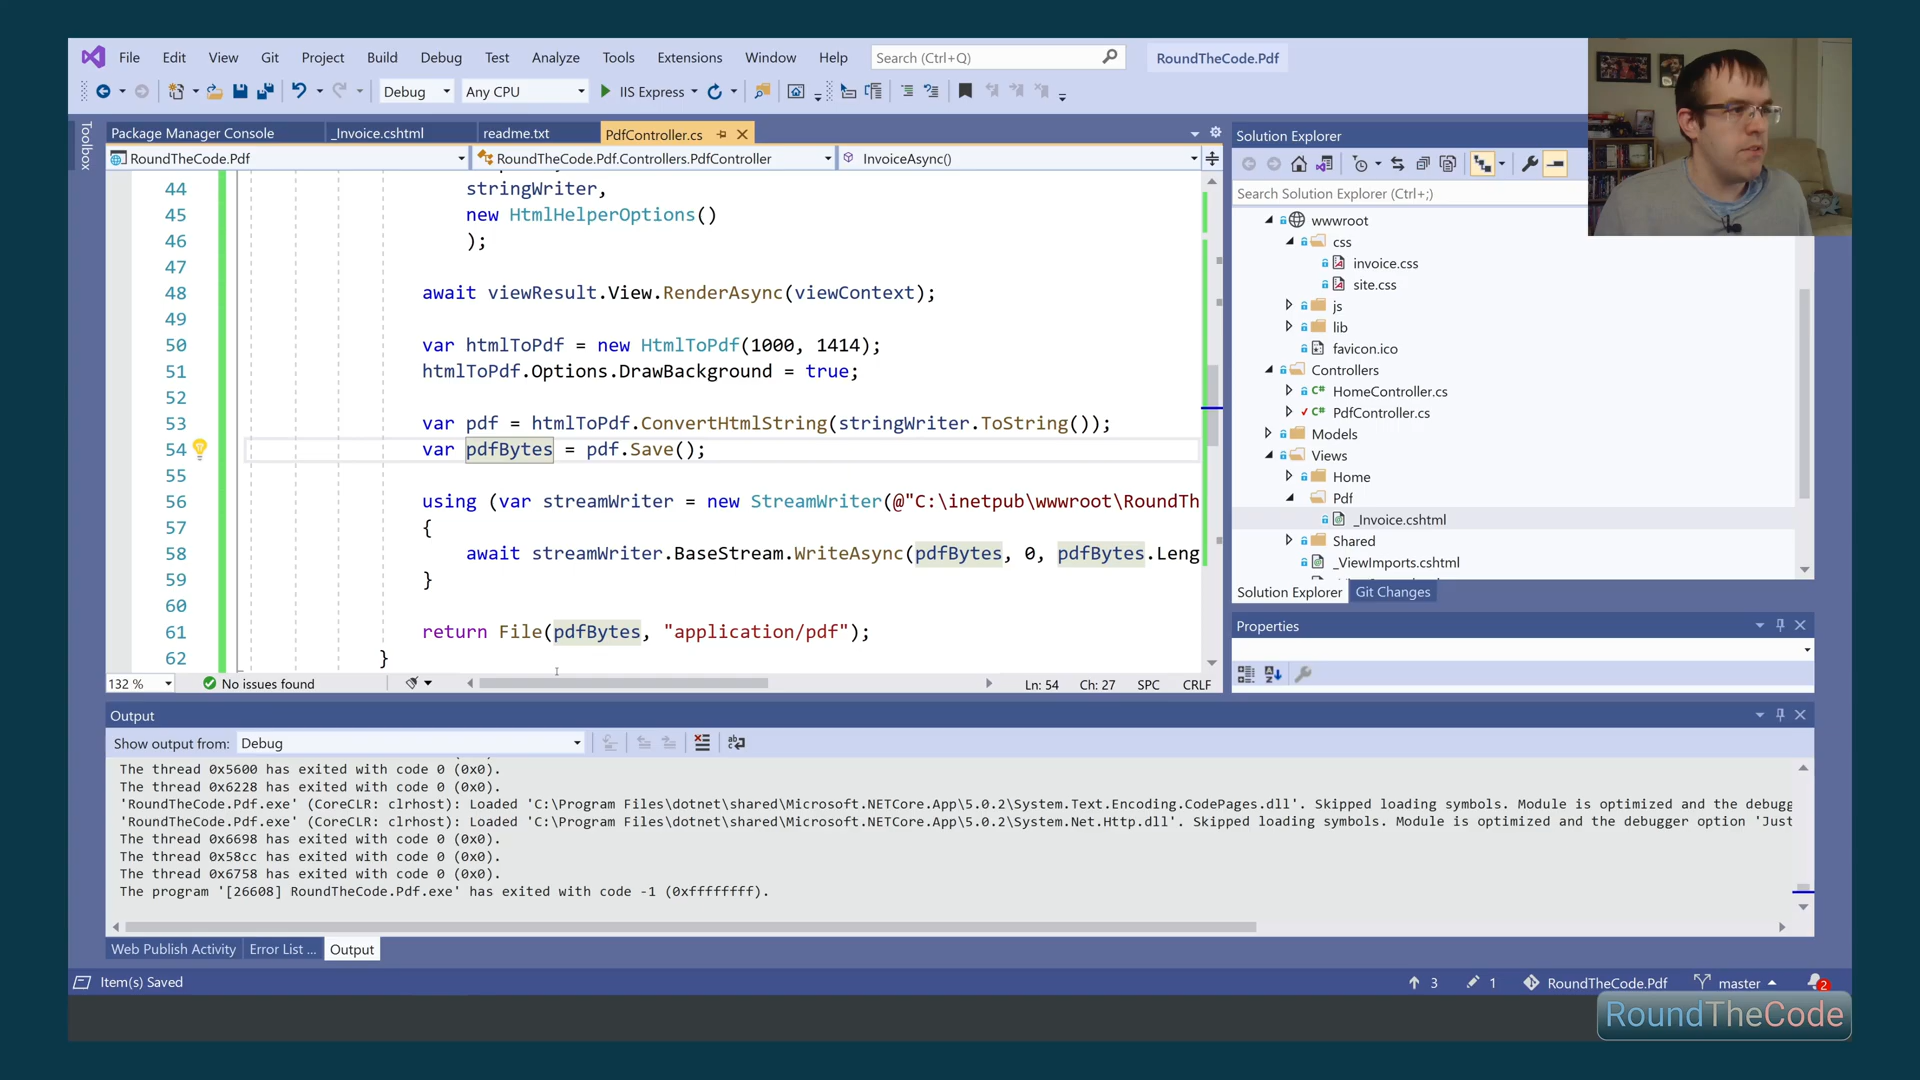 File Edit View Git Project Build Debug Test Analyze Tools Extensions Window Help Search (Ctrl+Q) RoundTheCode.Pdf
Debug Any CPU IIS Express
Toolbox
Package Manager Console _Invoice.cshtml readme.txt PdfController.cs
RoundTheCode.Pdf RoundTheCode.Pdf.Controllers.PdfController InvoiceAsync()
44 stringWriter,
45 new HtmlHelperOptions()
46 );
47
48 await viewResult.View.RenderAsync(viewContext);
49
50 var htmlToPdf = new HtmlToPdf(1000, 1414);
51 htmlToPdf.Options.DrawBackground = true;
52
53 var pdf = htmlToPdf.ConvertHtmlString(stringWriter.ToString());
54 var pdfBytes = pdf.Save();
55
56 using (var streamWriter = new StreamWriter(@"C:\inetpub\wwwroot\RoundTh
57 {
58 await streamWriter.BaseStream.WriteAsync(pdfBytes, 0, pdfBytes.Leng
59 }
60
61 return File(pdfBytes, "application/pdf");
62 }
132 % No issues found Ln: 54 Ch: 27 SPC CRLF
Solution Explorer
Search Solution Explorer (Ctrl+;)
wwwroot
css
invoice.css
site.css
js
lib
favicon.ico
Controllers
C# HomeController.cs
C# PdfController.cs
Models
Views
Home
Pdf
_Invoice.cshtml
Shared
_ViewImports.cshtml
Solution Explorer Git Changes
Properties
Output
Show output from: Debug
The thread 0x5600 has exited with code 0 (0x0).
The thread 0x6228 has exited with code 0 (0x0).
'RoundTheCode.Pdf.exe' (CoreCLR: clrhost): Loaded 'C:\Program Files\dotnet\shared\Microsoft.NETCore.App\5.0.2\System.Text.Encoding.CodePages.dll'. Skipped loading symbols. Module is optimized and the debugg
'RoundTheCode.Pdf.exe' (CoreCLR: clrhost): Loaded 'C:\Program Files\dotnet\shared\Microsoft.NETCore.App\5.0.2\System.Net.Http.dll'. Skipped loading symbols. Module is optimized and the debugger option 'Just
The thread 0x6698 has exited with code 0 (0x0).
The thread 0x58cc has exited with code 0 (0x0).
The thread 0x6758 has exited with code 0 (0x0).
The program '[26608] RoundTheCode.Pdf.exe' has exited with code -1 (0xffffffff).
Web Publish Activity Error List ... Output
Item(s) Saved 3 1 RoundTheCode.Pdf master 2
RoundTheCode